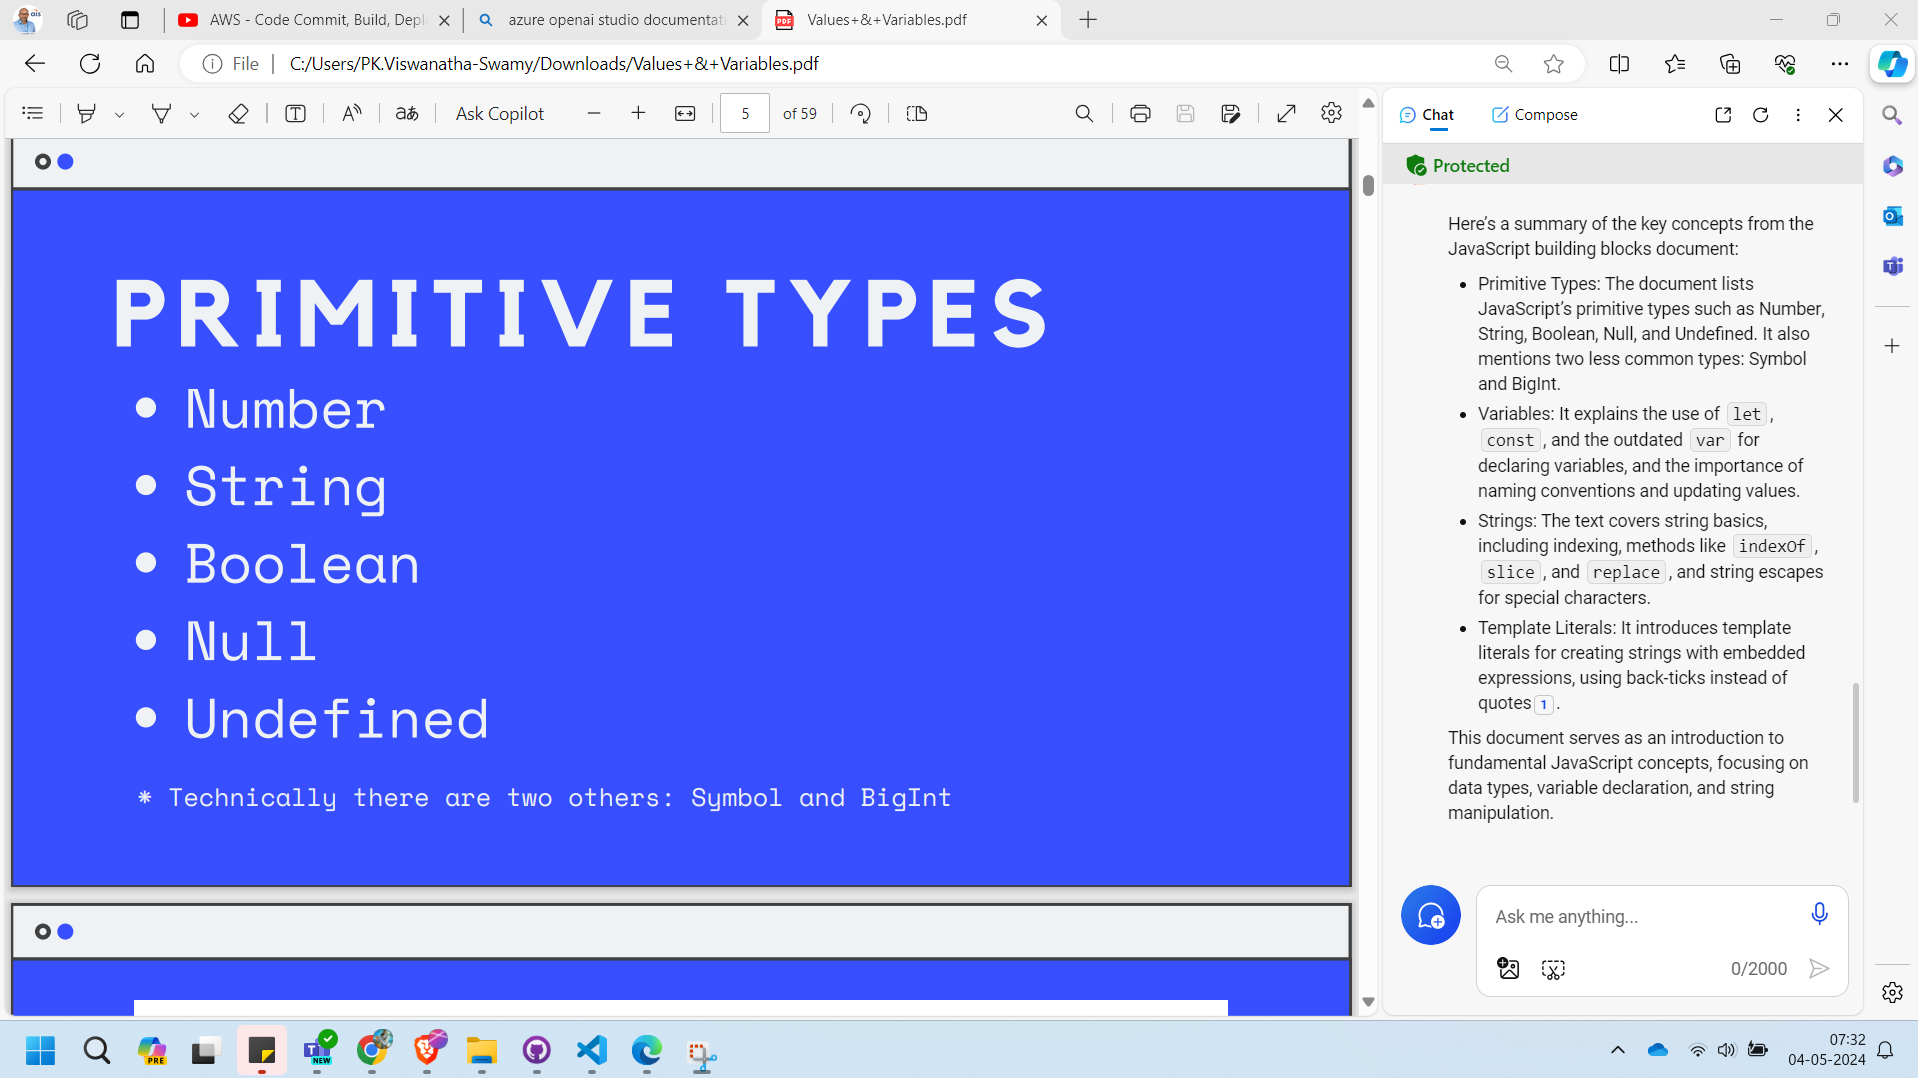 AWS - Code Commit, Build, Depl
azure openai studio documentati
Values+&+Variables.pdf
File
C:/Users/PK.Viswanatha-Swamy/Downloads/Values+&+Variables.pdf
Ask Copilot
5
of 59
PRIMITIVE TYPES
Number
String
Boolean
Null
Undefined
* Technically there are two others: Symbol and BigInt
Chat
Compose
Protected
Here's a summary of the key concepts from the
JavaScript building blocks document:
Primitive Types: The document lists
JavaScript's primitive types such as Number,
String, Boolean, Null, and Undefined. It also
mentions two less common types: Symbol
and BigInt.
Variables: It explains the use of let,
const, and the outdated var for
declaring variables, and the importance of
naming conventions and updating values.
Strings: The text covers string basics,
including indexing, methods like indexOf,
slice, and replace, and string escapes
for special characters.
Template Literals: It introduces template
literals for creating strings with embedded
expressions, using back-ticks instead of
quotes 1.
This document serves as an introduction to
fundamental JavaScript concepts, focusing on
data types, variable declaration, and string
manipulation.
Ask me anything...
0/2000
PRE
NEW
07:32
04-05-2024